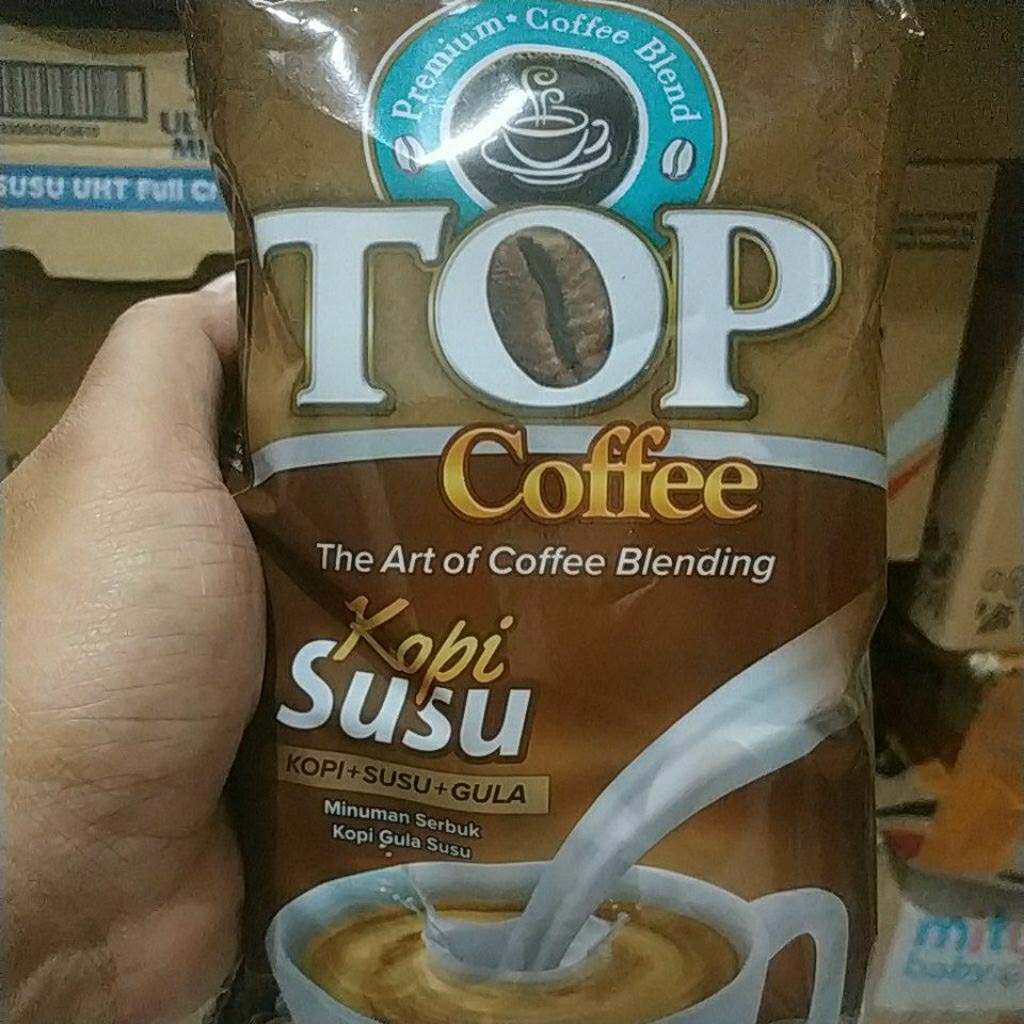 Premium • Coffee Blend
TOP
Coffee
The Art of Coffee Blending
Kopi
Susu
KOPI+SUSU+GULA
Minuman Serbuk
Kopi Gula Susu
SUSU UHT Full
baby